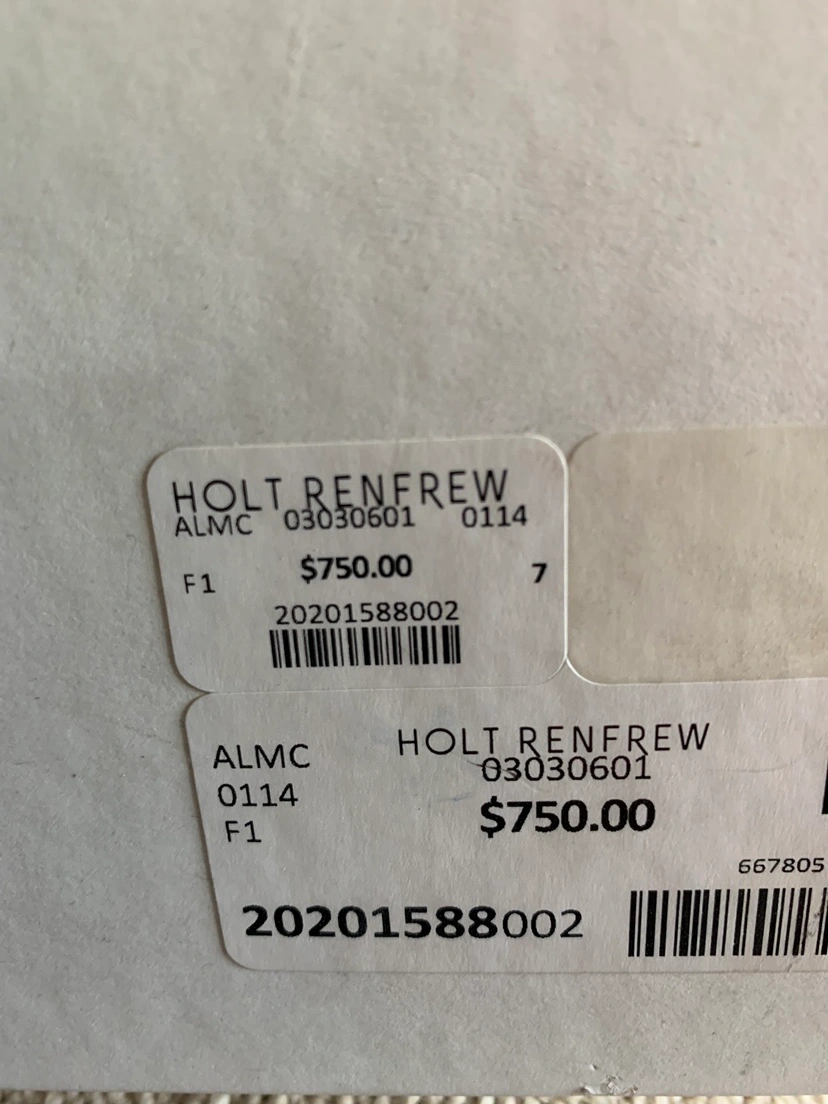 HOLT RENFREW
ALMC 03030601 0114
F1 $750.00 7
20201588002
HOLT RENFREW
ALMC 03030601
0114 $750.00
F1
667805
20201588002